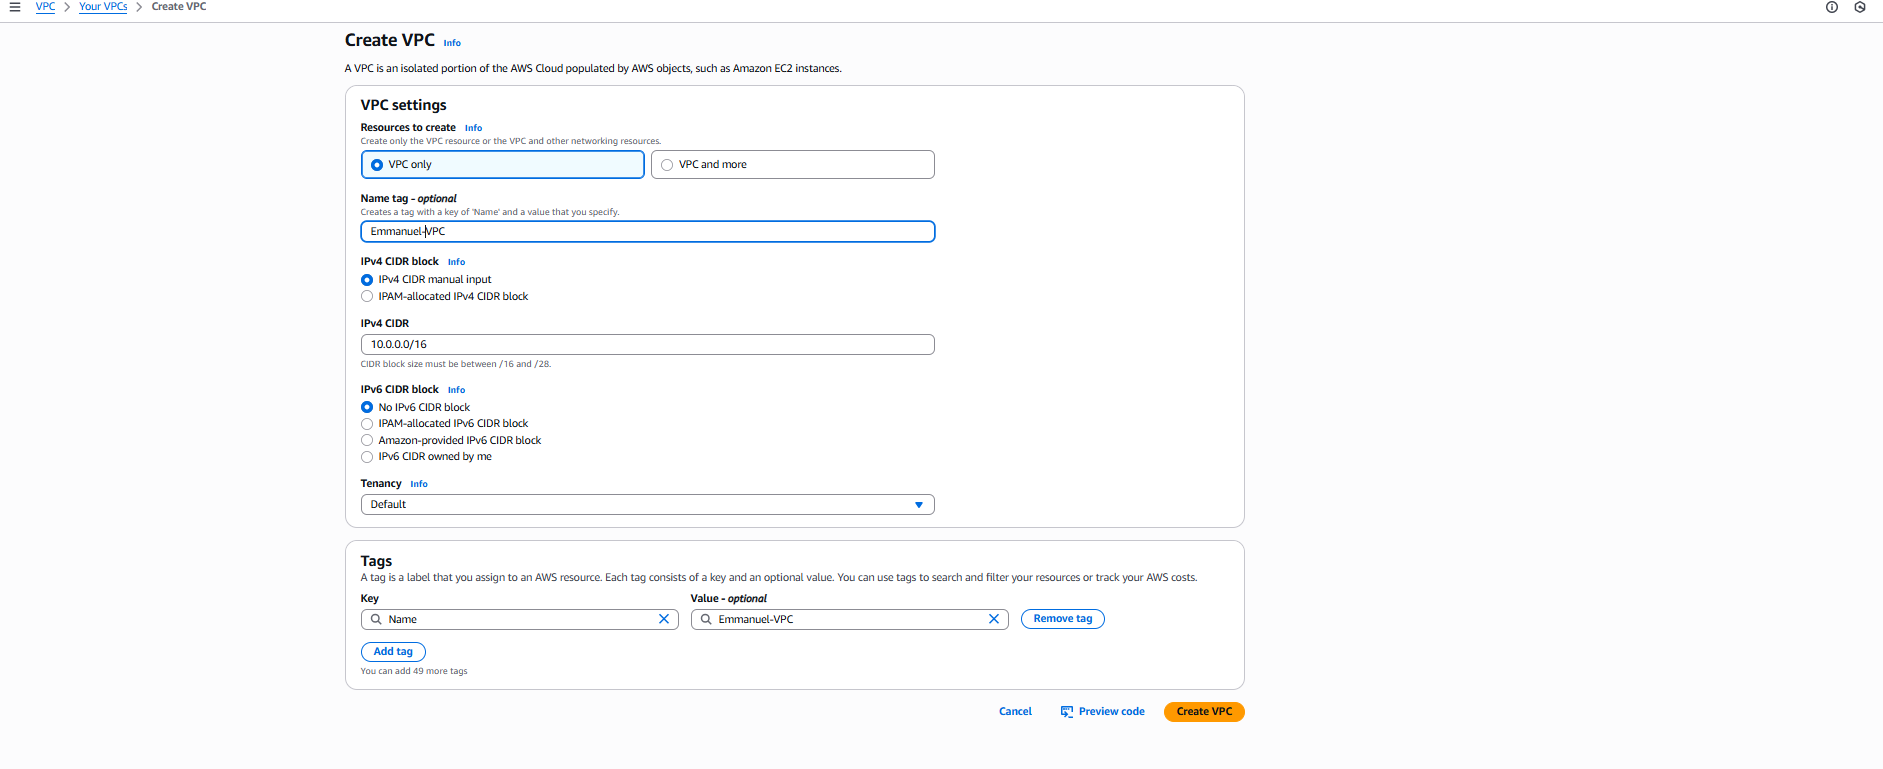 VPC > Your VPCs > Create VPC
Create VPC Info
A VPC is an isolated portion of the AWS Cloud populated by AWS objects, such as Amazon EC2 instances.
VPC settings
Resources to create Info
Create only the VPC resource or the VPC and other networking resources.
VPC only VPC and more
Name tag - optional
Creates a tag with a key of 'Name' and a value that you specify.
Emmanuel-VPC
IPv4 CIDR block Info
IPv4 CIDR manual input
IPAM-allocated IPv4 CIDR block
IPv4 CIDR
10.0.0.0/16
CIDR block size must be between /16 and /28.
IPv6 CIDR block Info
No IPv6 CIDR block
IPAM-allocated IPv6 CIDR block
Amazon-provided IPv6 CIDR block
IPv6 CIDR owned by me
Tenancy Info
Default
Tags
A tag is a label that you assign to an AWS resource. Each tag consists of a key and an optional value. You can use tags to search and filter your resources or track your AWS costs.
Key Value - optional
Name Emmanuel-VPC Remove tag
Add tag
You can add 49 more tags
Cancel Preview code Create VPC